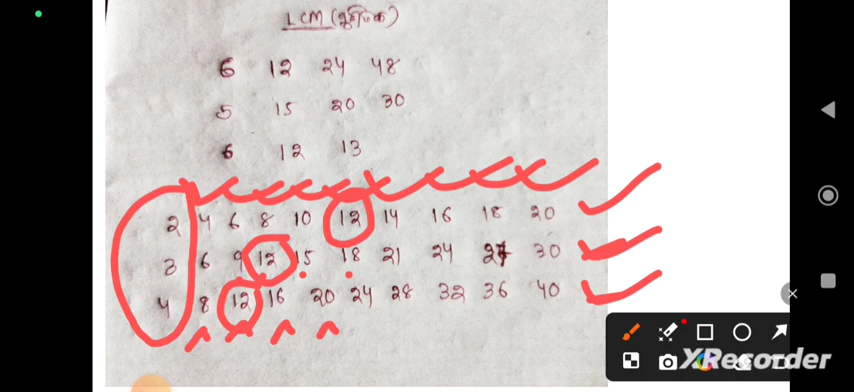 LCM
6 12 24 48
5 15 20 30
6 12 13
2 4 6 8 10 12 14 16 18 20
3 6 9 12 15 18 21 24 27 30
4 8 12 16 20 24 28 32 36 40
XRecorder